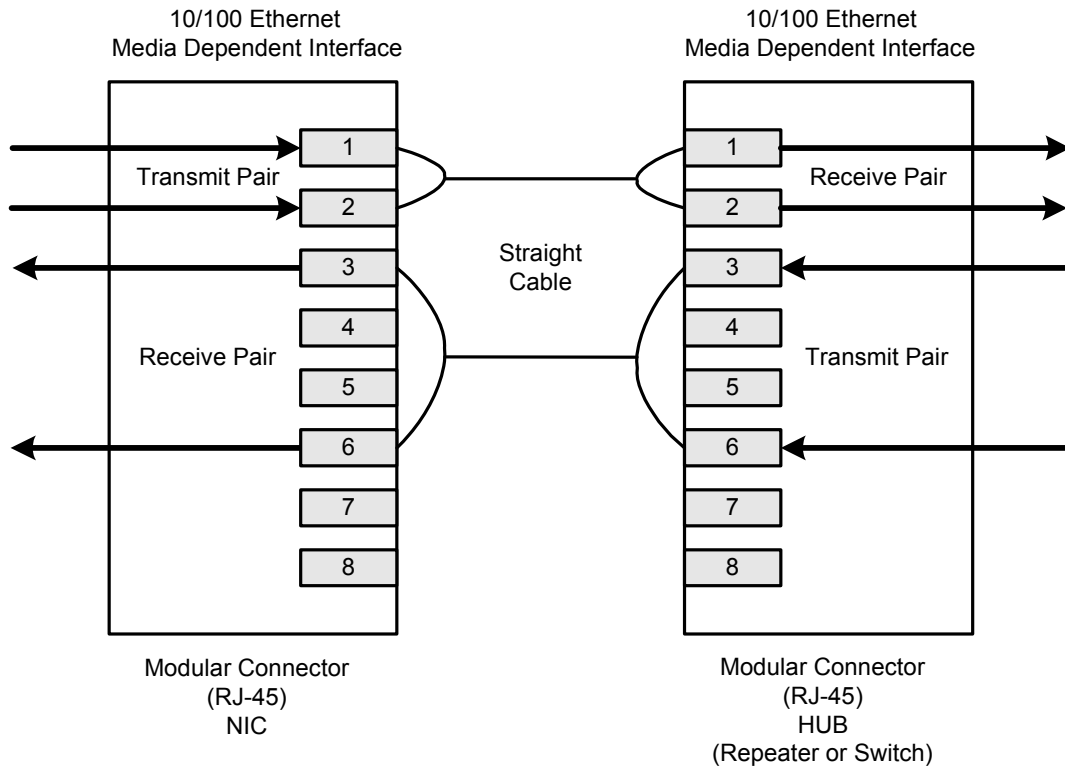 10/100 Ethernet
Media Dependent Interface
10/100 Ethernet
Media Dependent Interface
1
Transmit Pair
2
3
4
Receive Pair
5
6
7
8
Straight
Cable
1
Receive Pair
2
3
4
Transmit Pair
5
6
7
8
Modular Connector
(RJ-45)
NIC
Modular Connector
(RJ-45)
HUB
(Repeater or Switch)